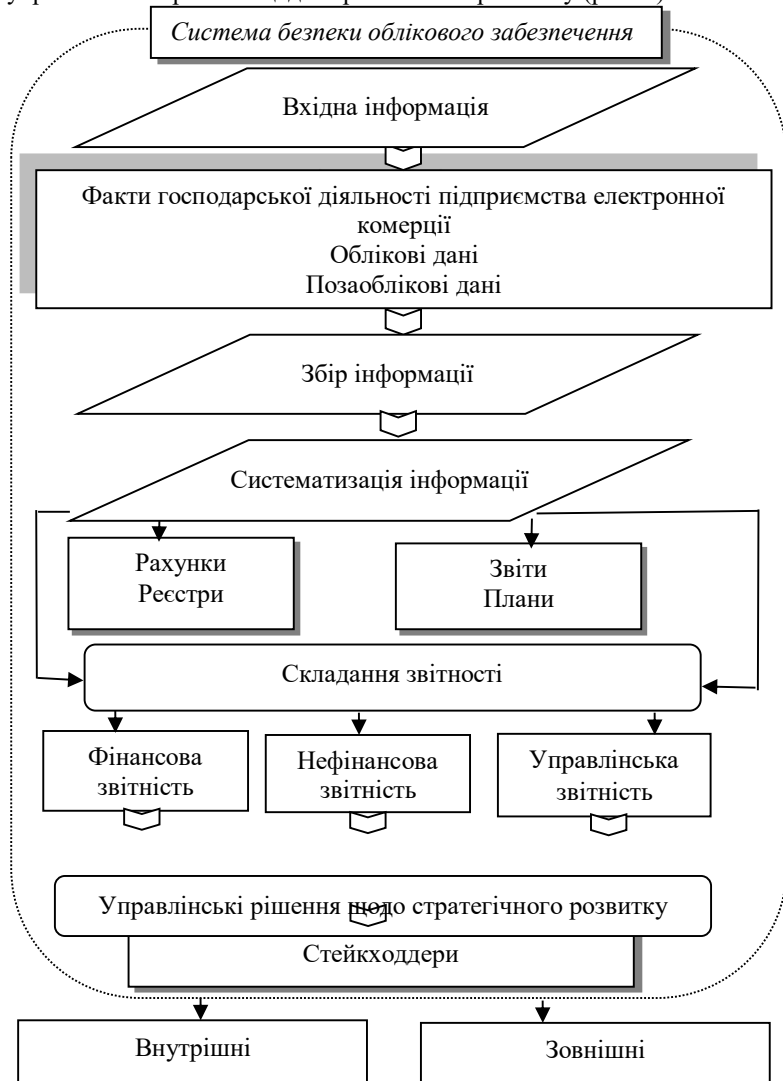 Система безпеки облікового забезпечення
Вхідна інформація
Факти господарської діяльності підприємства електронної
комерції
Облікові дані
Позаоблікові дані
Збір інформації
Систематизація інформації
Рахунки
Реєстри
Звіти
Плани
Складання звітності
Фінансова
звітність
Нефінансова
звітність
Управлінська
звітність
Управлінські рішення щодо стратегічного розвитку
Стейкходдери
Внутрішні
Зовнішні